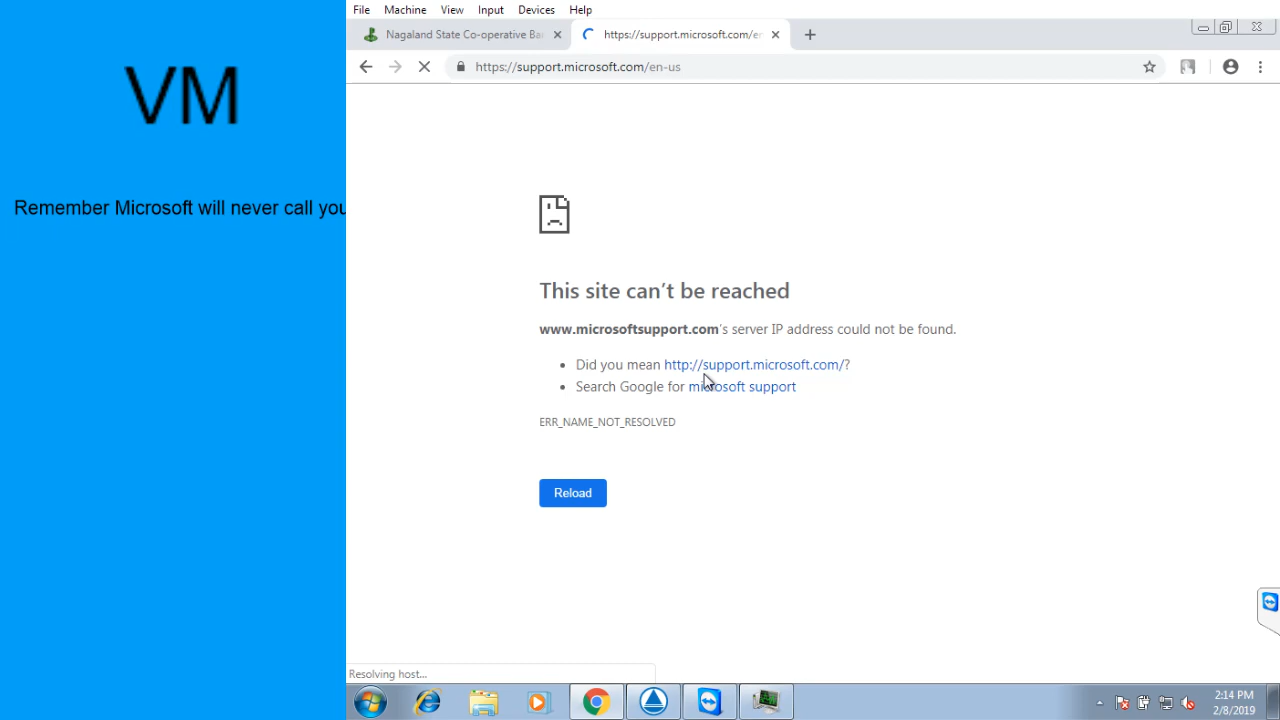 VM
Remember Microsoft will never call you
File Machine View Input Devices Help
Nagaland State Co-operative Ba
https://support.microsoft.com/en
https://support.microsoft.com/en-us
This site can't be reached
www.microsoftsupport.com's server IP address could not be found.
• Did you mean http://support.microsoft.com/?
• Search Google for microsoft support
ERR_NAME_NOT_RESOLVED
Reload
Resolving host...
2:14 PM
2/8/2019